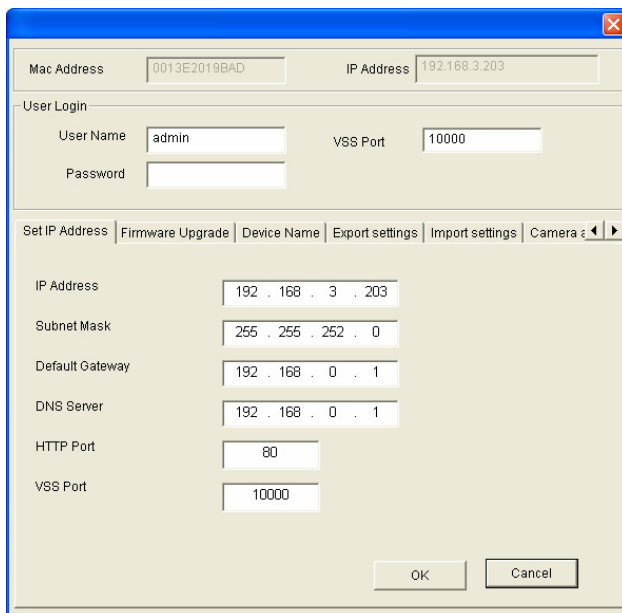 Mac Address 0013E2019BAD IP Address 192.168.3.203
User Login
User Name admin VSS Port 10000
Password
Set IP Address Firmware Upgrade Device Name Export settings Import settings Camera a
IP Address 192 . 168 . 3 . 203
Subnet Mask 255 . 255 . 252 . 0
Default Gateway 192 . 168 . 0 . 1
DNS Server 192 . 168 . 0 . 1
HTTP Port 80
VSS Port 10000
OK Cancel